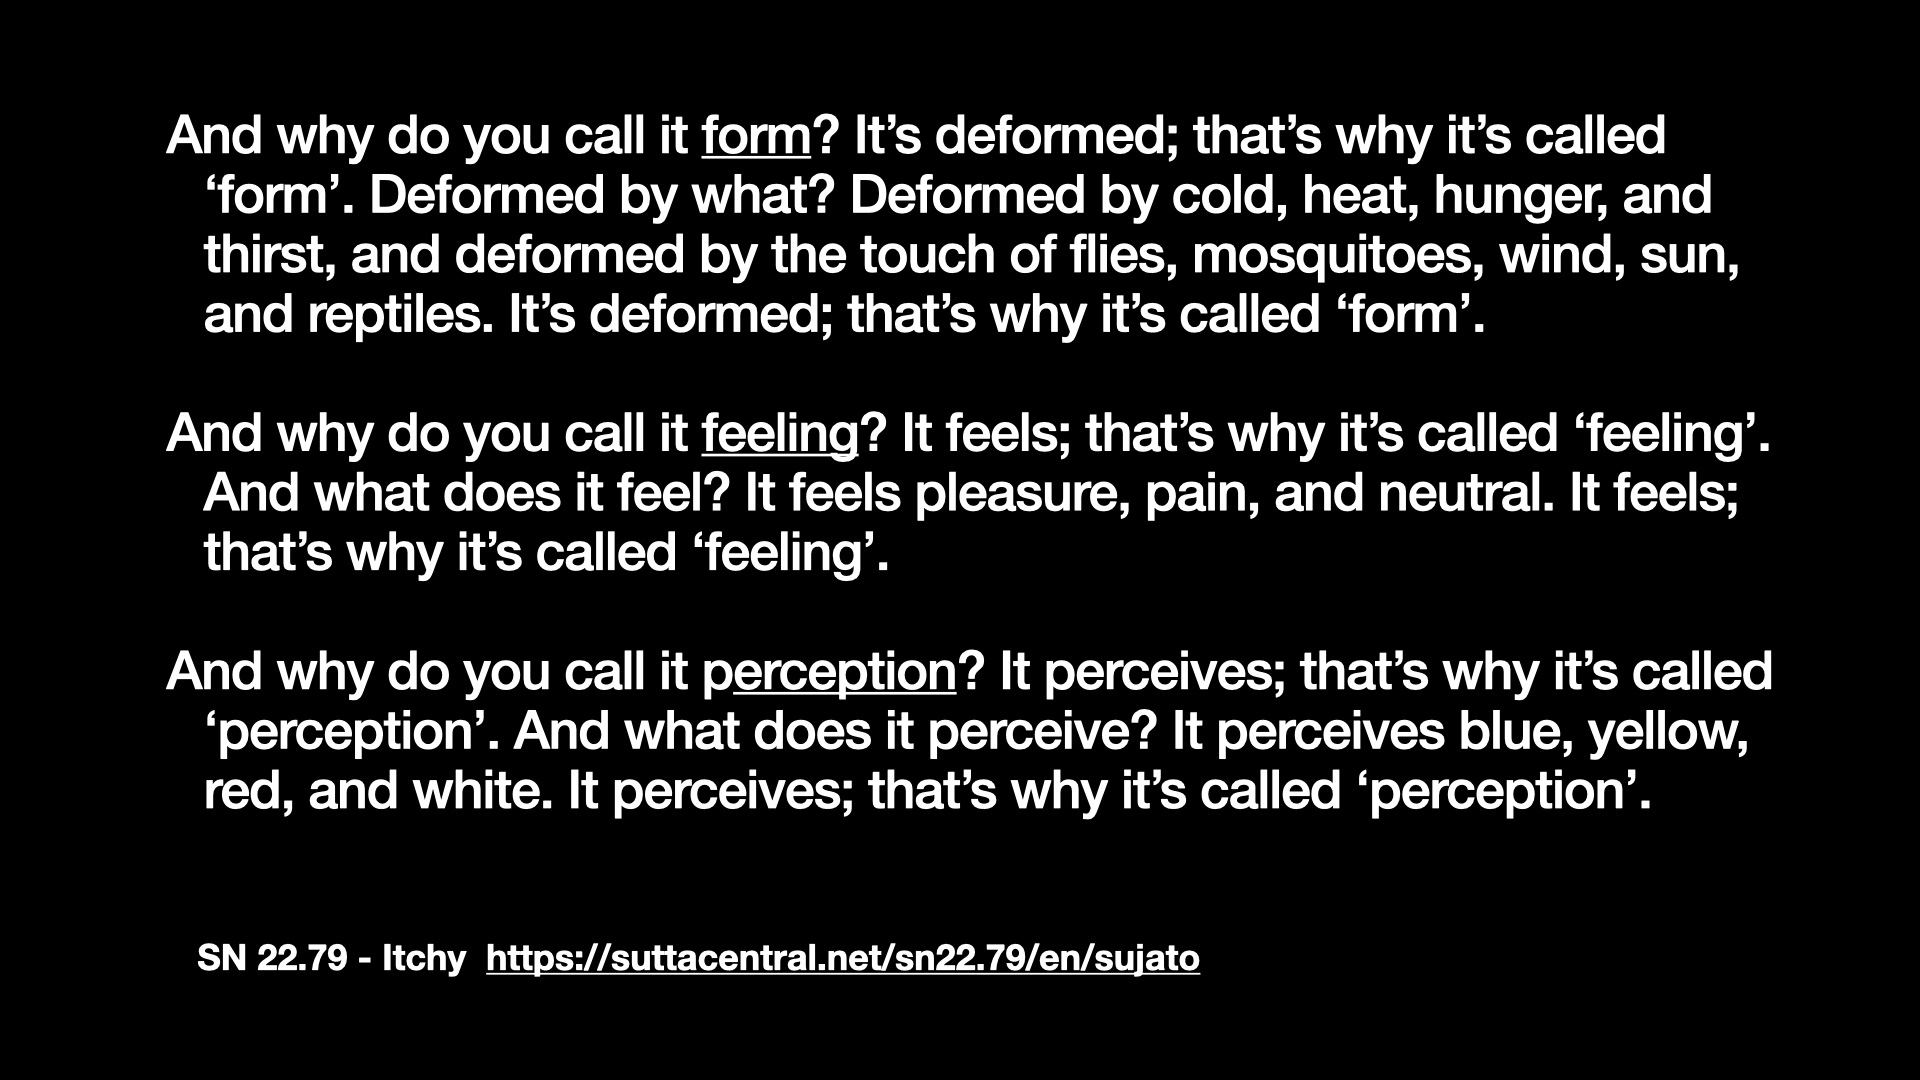 And why do you call it form? It’s deformed; that’s why it’s called
‘form’. Deformed by what? Deformed by cold, heat, hunger, and
thirst, and deformed by the touch of flies, mosquitoes, wind, sun,
and reptiles. It’s deformed; that’s why it’s called ‘form’.
And why do you call it feeling? It feels; that’s why it’s called ‘feeling’.
And what does it feel? It feels pleasure, pain, and neutral. It feels;
that’s why it’s called ‘feeling’.
And why do you call it perception? It perceives; that’s why it’s called
‘perception’. And what does it perceive? It perceives blue, yellow,
red, and white. It perceives; that’s why it’s called ‘perception’.
SN 22.79 - Itchy https://suttacentral.net/sn22.79/en/sujato